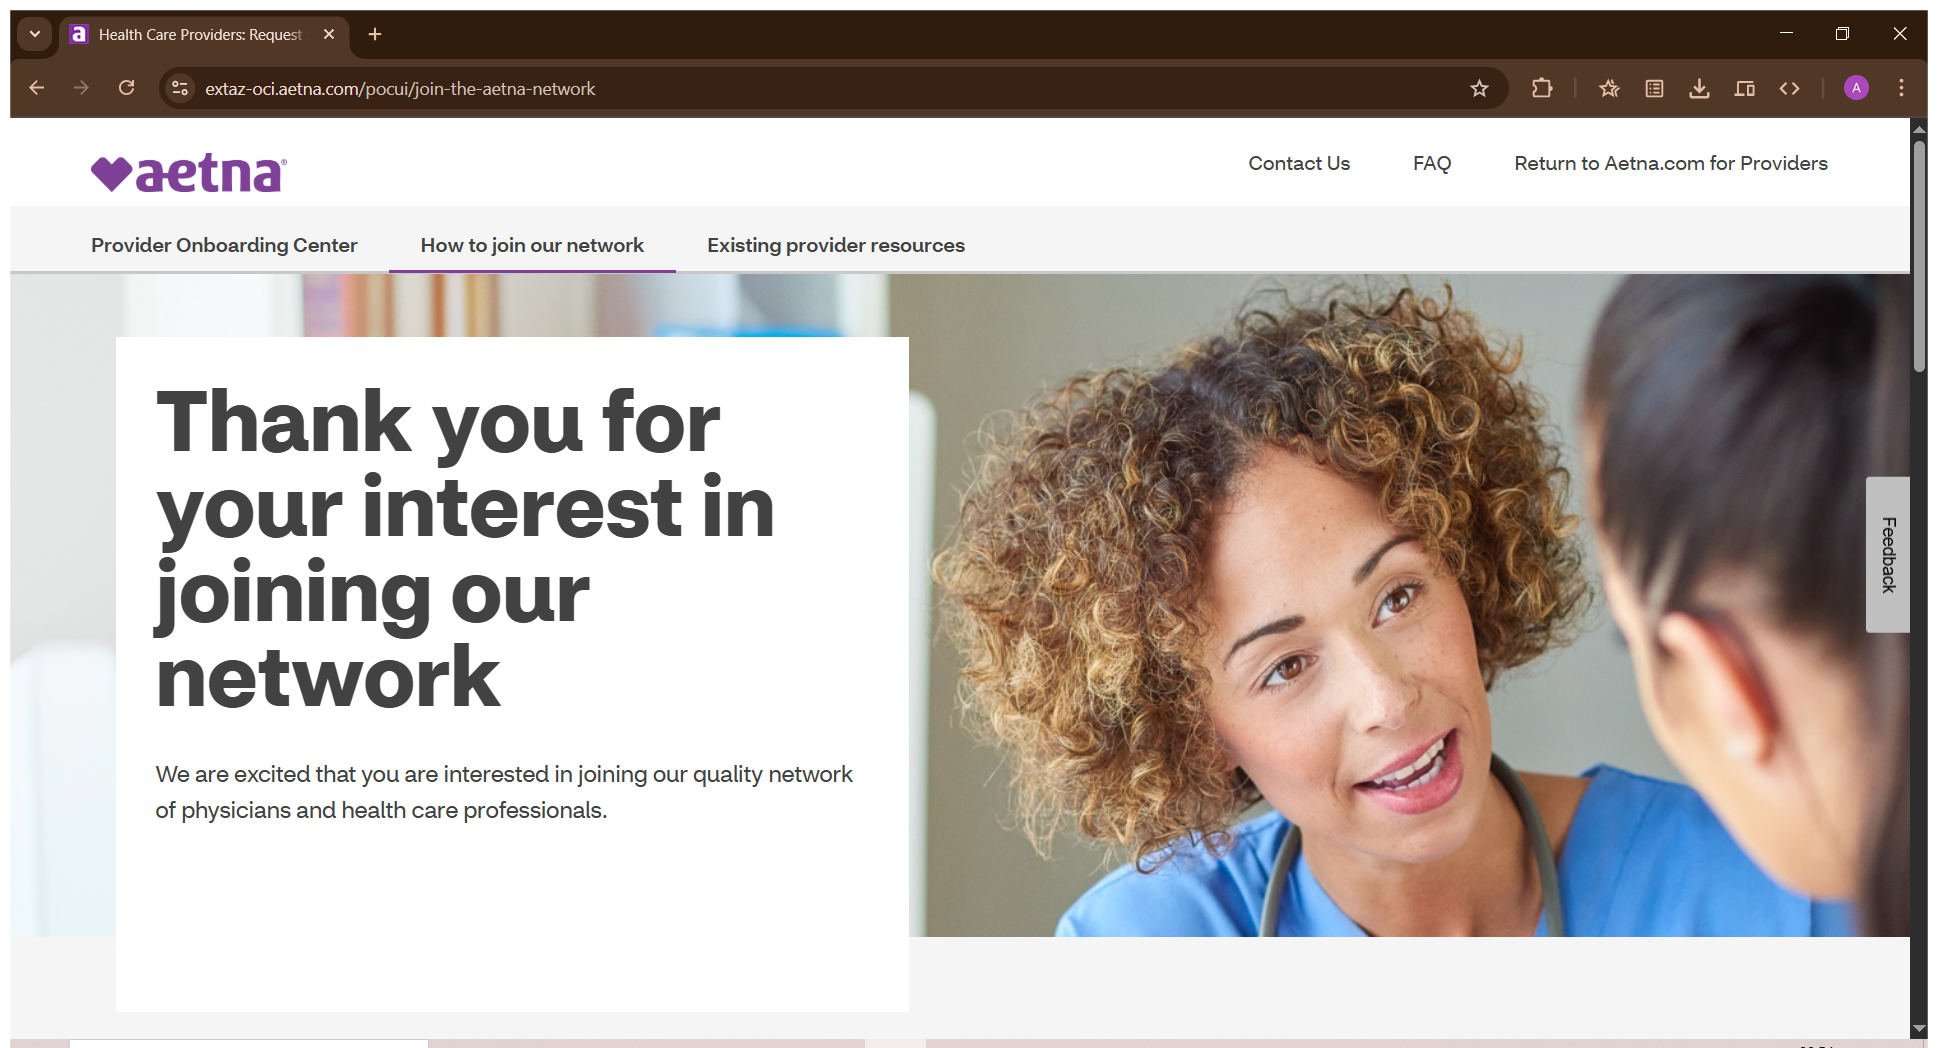 Health Care Providers: Request
extaz-oci.aetna.com/pocui/join-the-aetna-network
A
aetna®
Contact Us
FAQ
Return to Aetna.com for Providers
Provider Onboarding Center
How to join our network
Existing provider resources
Thank you for
your interest in
joining our
network
We are excited that you are interested in joining our quality network
of physicians and health care professionals.
Feedback